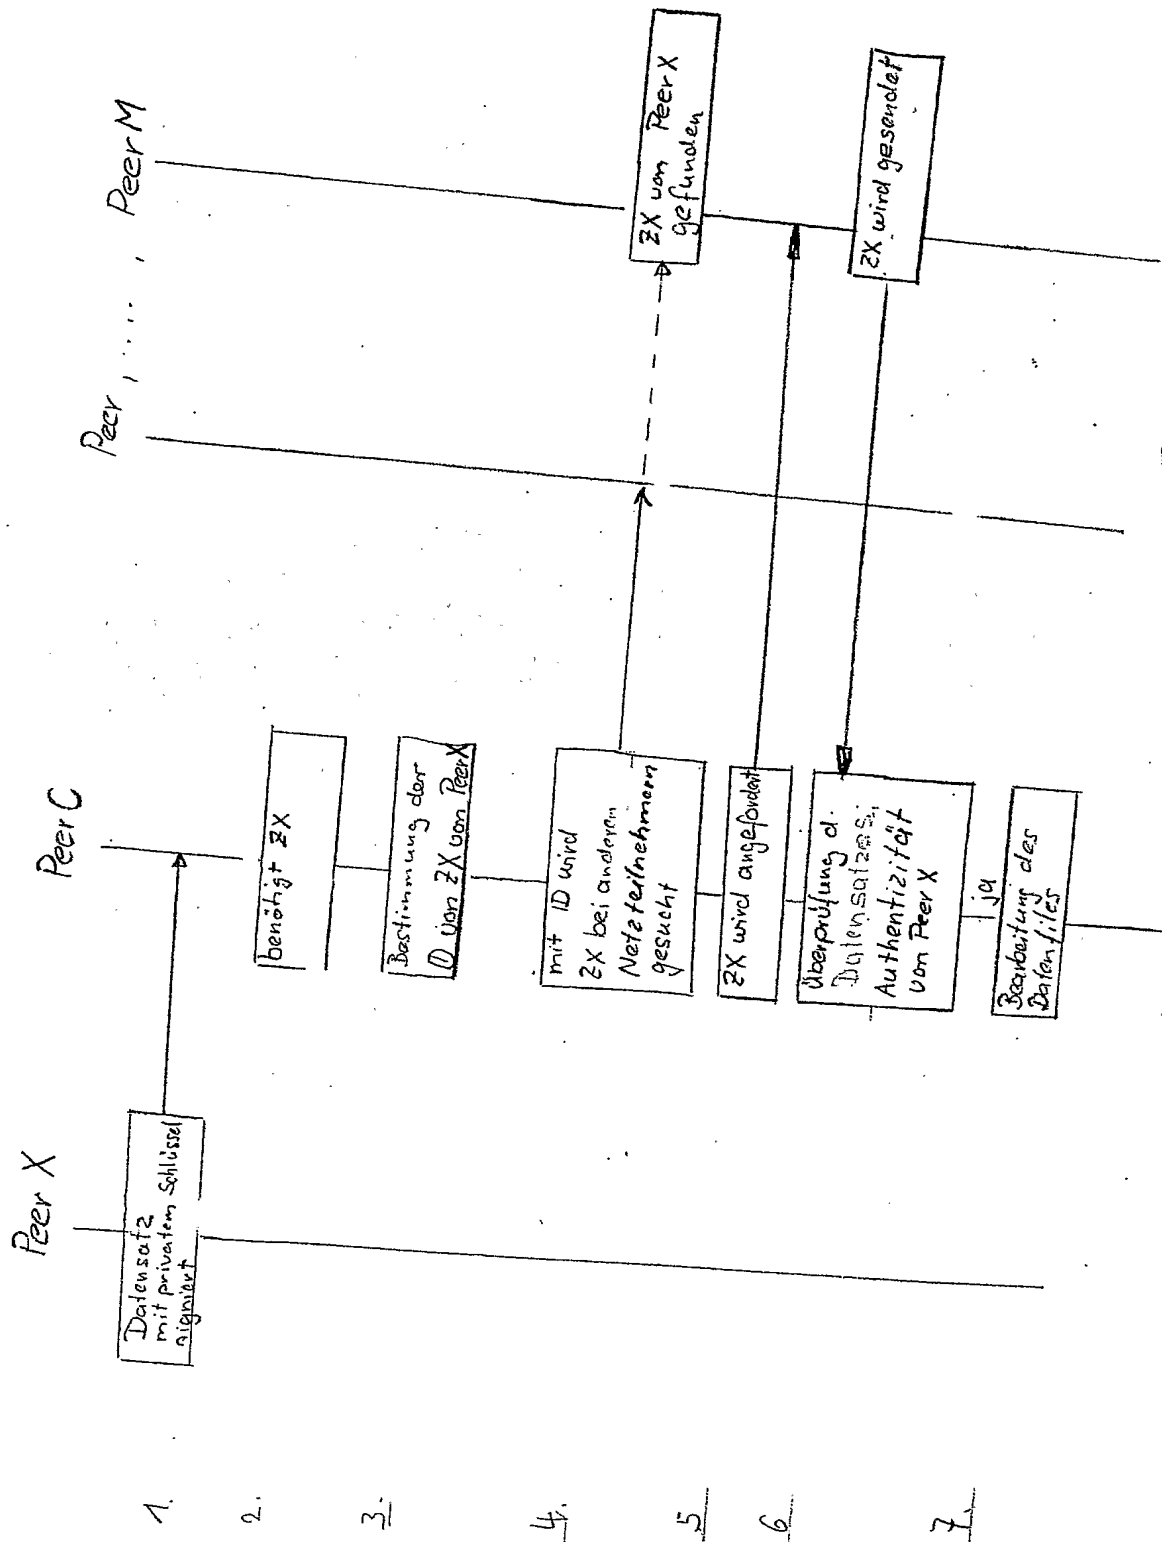 Peer X
Peer C
Peer , .... , Peer M
1.
Datensatz
mit privatem Schlüssel
signiert
2.
benötigt ZX
3.
Bestimmung der
ID von ZX von Peer X
4.
mit ID wird
ZX bei anderen
Netzteilnehmern
gesucht
ZX von Peer X
gefunden
5
ZX wird angefordert
6
ZX wird gesendet
Überprüfung d.
Datensatzes.
Authentizität
von Peer X
7.
ja
Bearbeitung des
Datenfiles